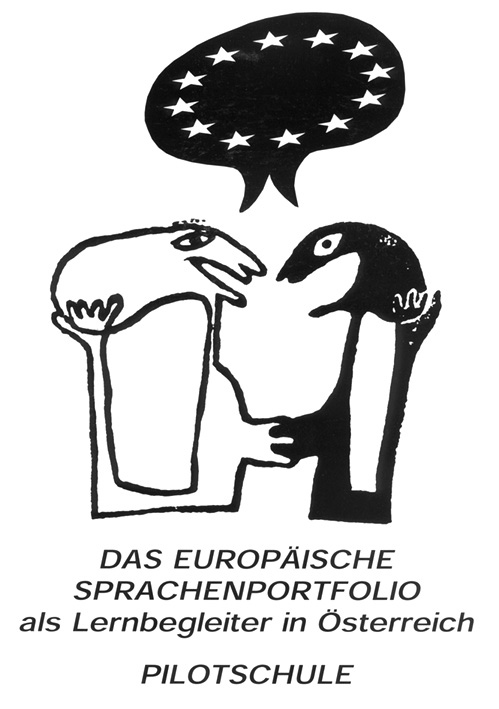 DAS EUROPÄISCHE
SPRACHENPORTFOLIO
als Lernbegleiter in Österreich
PILOTSCHULE